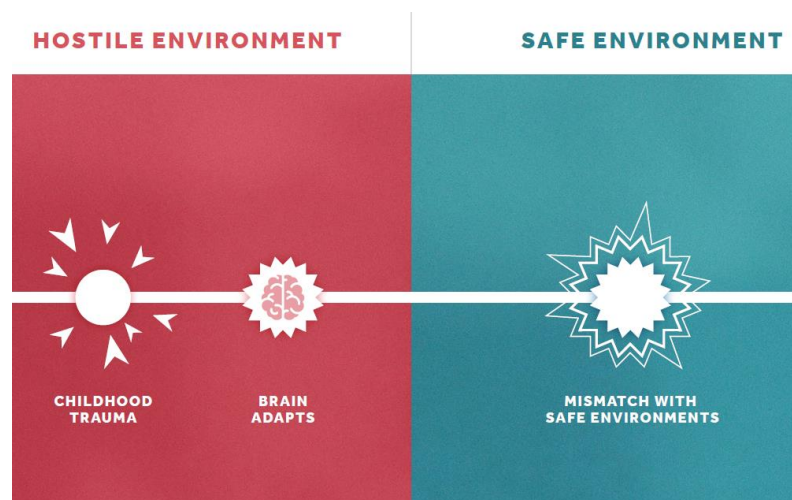 HOSTILE ENVIRONMENT
SAFE ENVIRONMENT
CHILDHOOD
TRAUMA
BRAIN
ADAPTS
MISMATCH WITH
SAFE ENVIRONMENTS